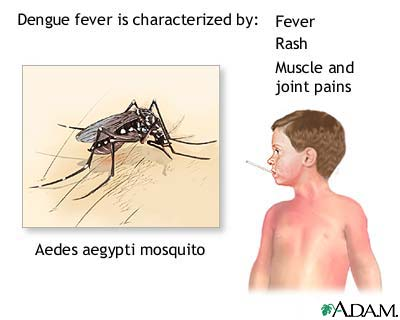 Dengue fever is characterized by:
Fever
Rash
Muscle and
joint pains
Aedes aegypti mosquito
A.D.A.M.